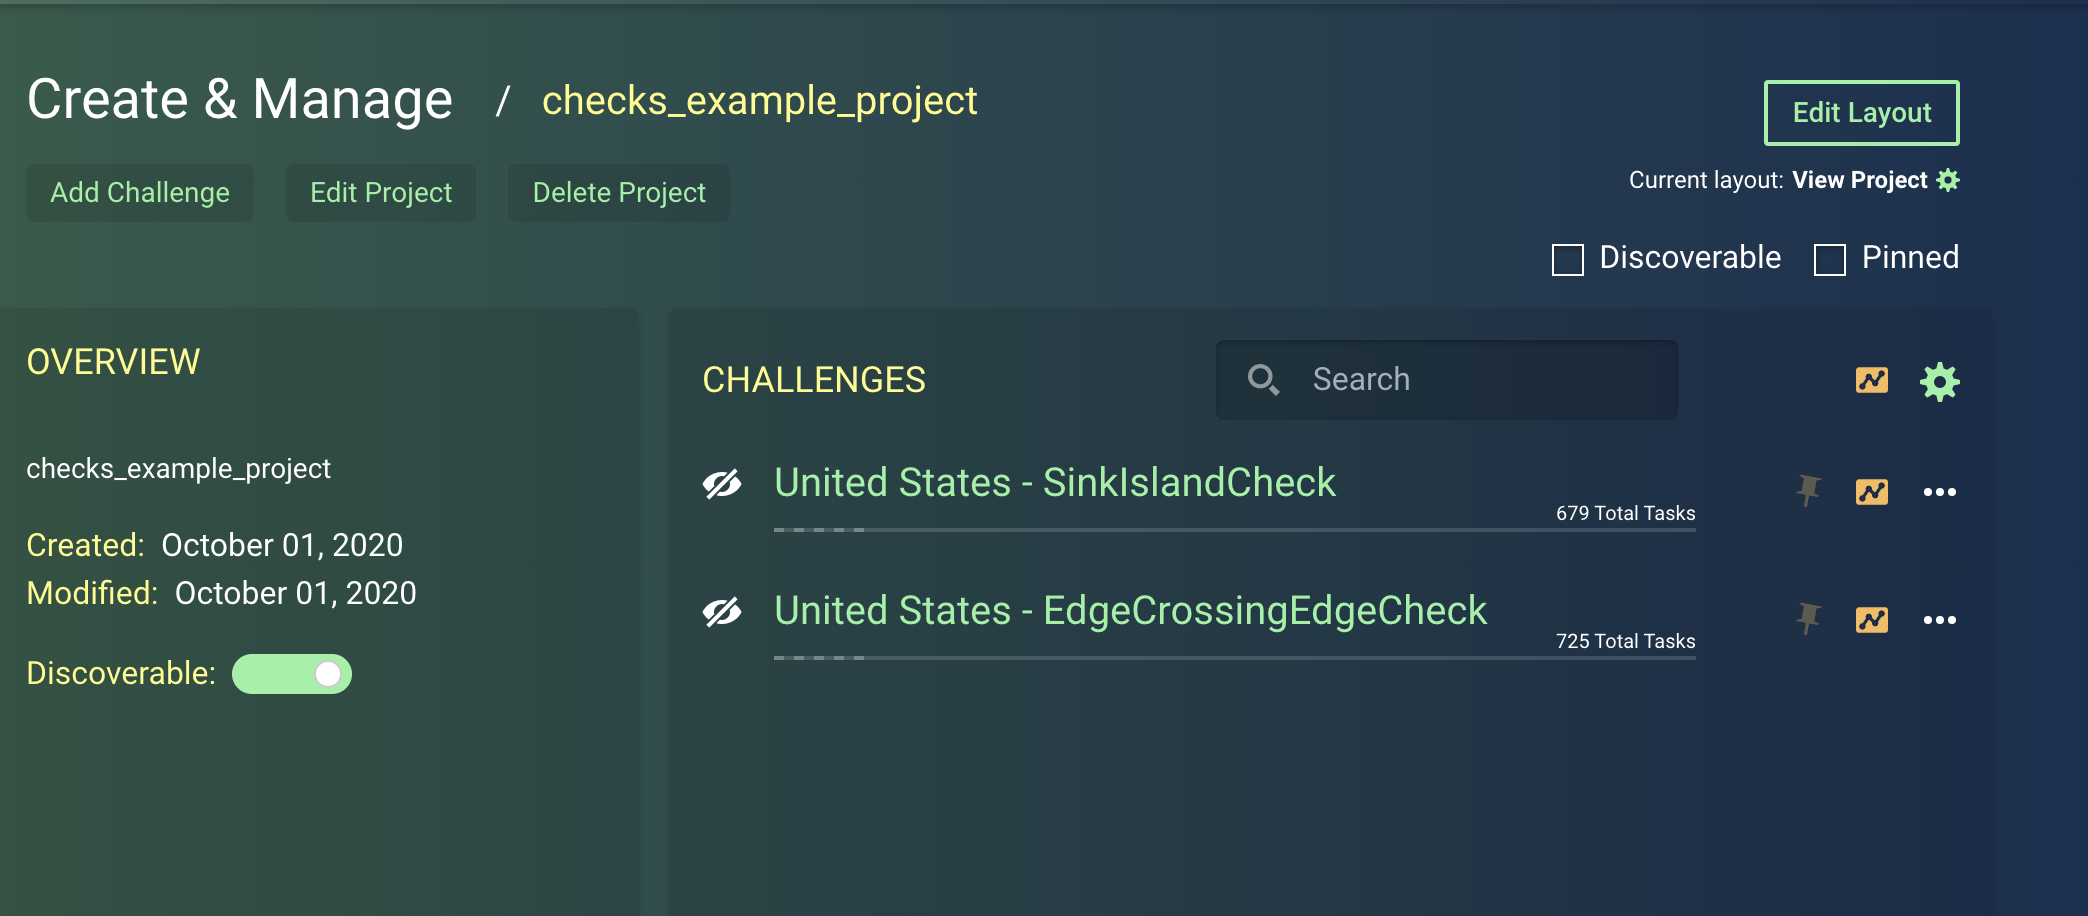 Create & Manage / checks_example_project
Edit Layout
Add Challenge Edit Project Delete Project
Current layout: View Project
Discoverable Pinned
OVERVIEW
checks_example_project
Created: October 01, 2020
Modified: October 01, 2020
Discoverable:
CHALLENGES
Search
United States - SinkIslandCheck
679 Total Tasks
United States - EdgeCrossingEdgeCheck
725 Total Tasks